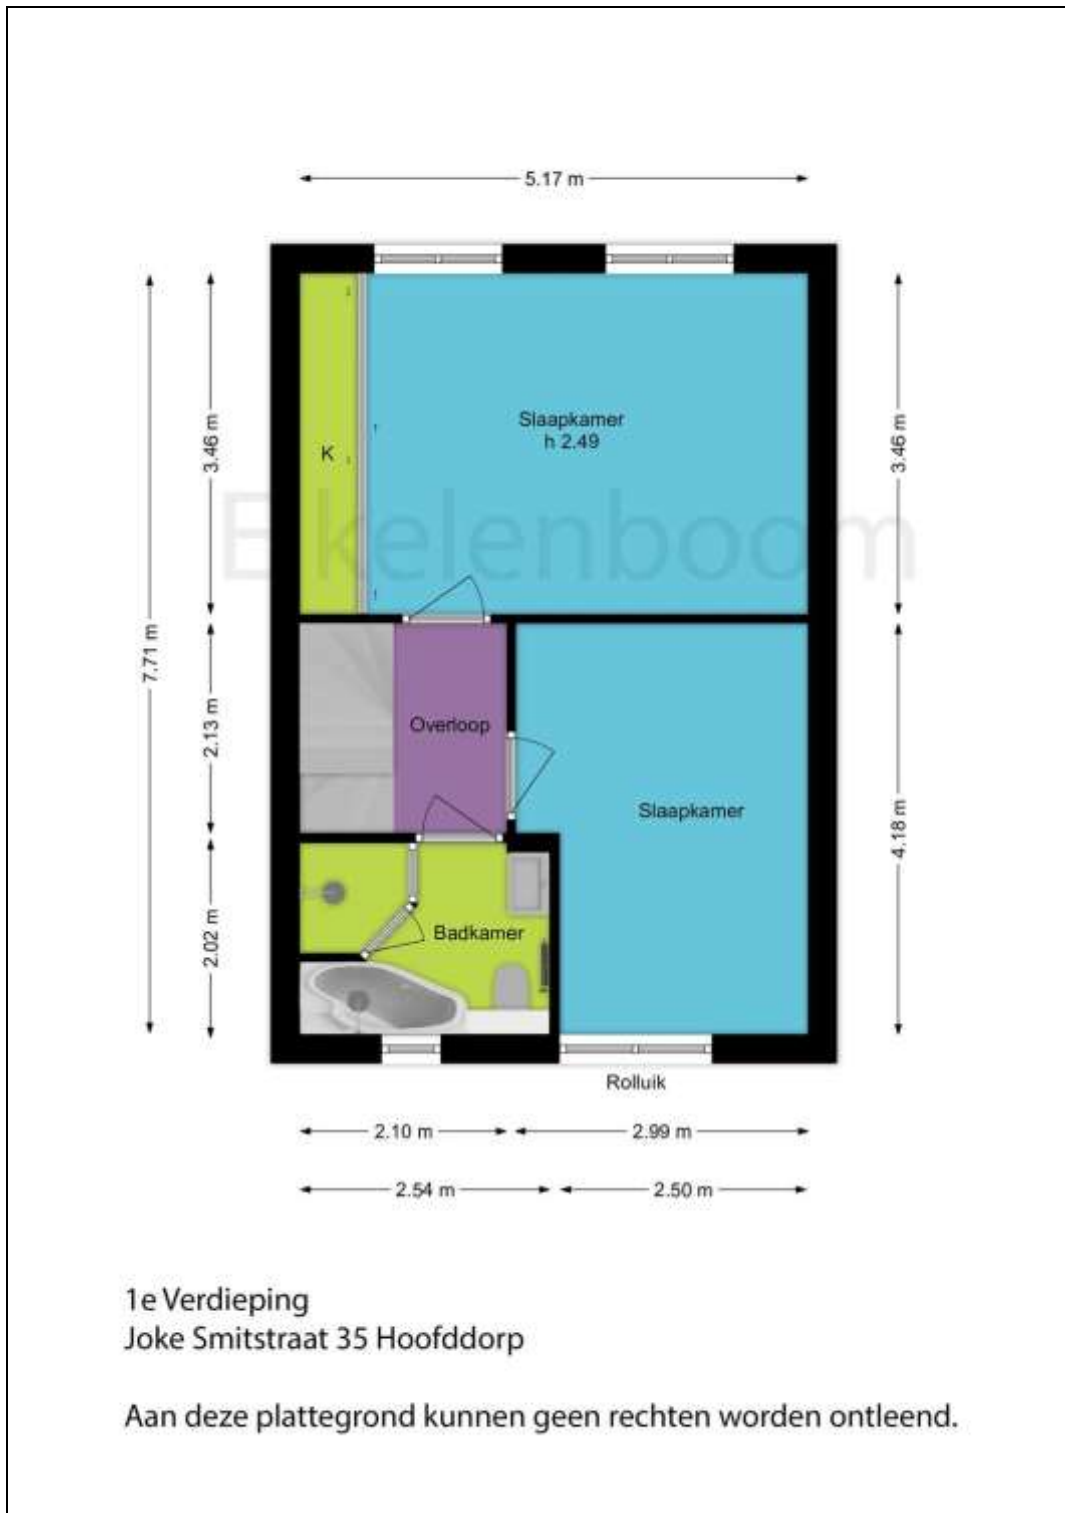 5.17 m
3.46 m
3.46 m
7.71 m
K
Slaapkamer
h 2.49
Eikelenboom
2.13 m
Overloop
Slaapkamer
4.18 m
2.02 m
Badkamer
Rolluik
2.10 m
2.99 m
2.54 m
2.50 m
1e Verdieping
Joke Smitstraat 35 Hoofddorp
Aan deze plattegrond kunnen geen rechten worden ontleend.